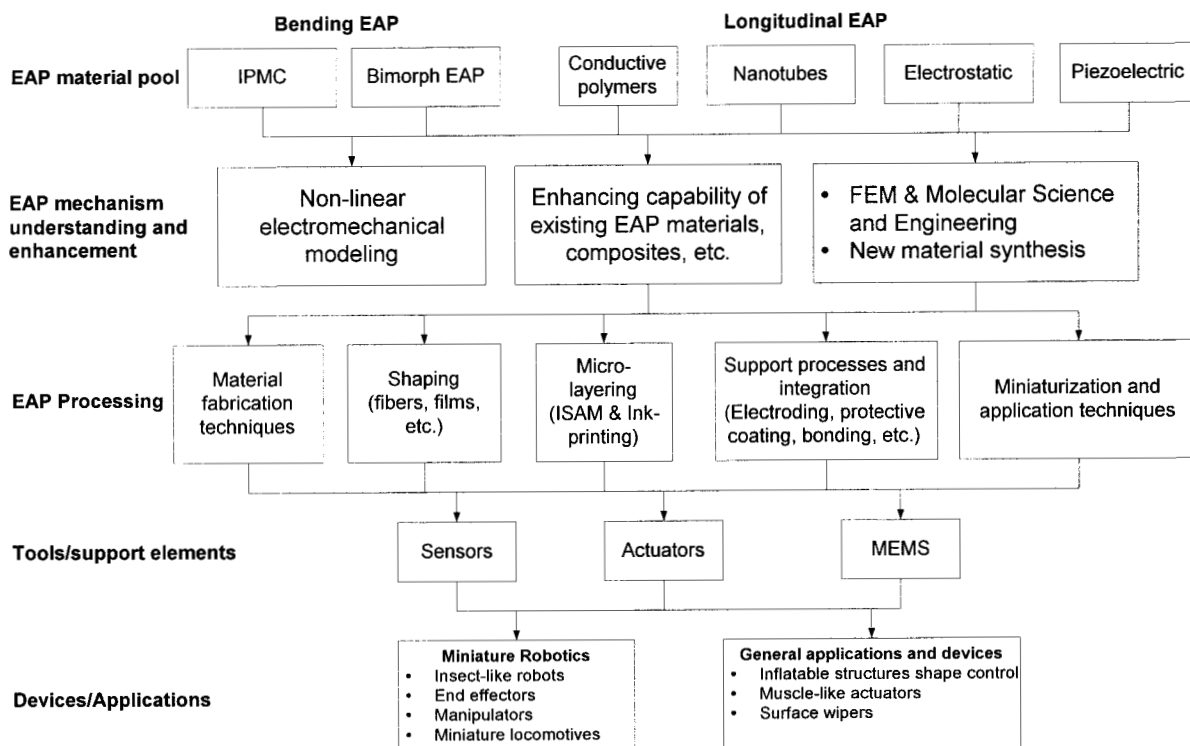 Bending EAP
Longitudinal EAP
EAP material pool
IPMC
Bimorph EAP
Conductive
polymers
Nanotubes
Electrostatic
Piezoelectric
EAP mechanism
understanding and
enhancement
Non-linear
electromechanical
modeling
Enhancing capability of
existing EAP materials,
composites, etc.
• FEM & Molecular Science
and Engineering
• New material synthesis
EAP Processing
Material
fabrication
techniques
Shaping
(fibers, films,
etc.)
Micro-
layering
(ISAM & Ink-
printing)
Support processes and
integration
(Electroding, protective
coating, bonding, etc.)
Miniaturization and
application techniques
Tools/support elements
Sensors
Actuators
MEMS
Devices/Applications
Miniature Robotics
• Insect-like robots
• End effectors
• Manipulators
• Miniature locomotives
General applications and devices
• Inflatable structures shape control
• Muscle-like actuators
• Surface wipers